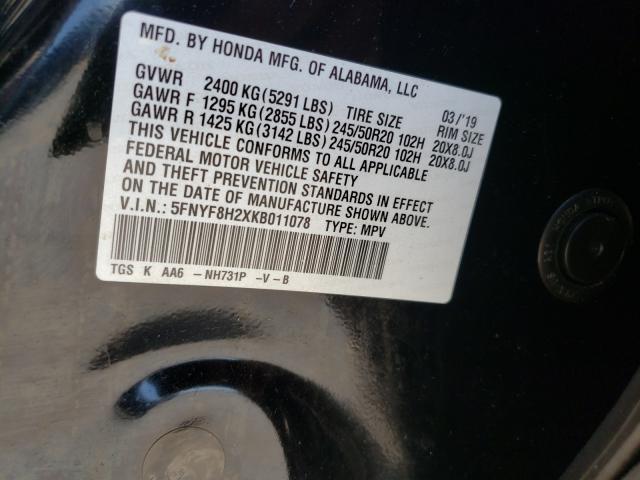 MFD. BY HONDA MFG. OF ALABAMA, LLC
03/'19
GVWR 2400 KG(5291 LBS) TIRE SIZE RIM SIZE
GAWR F 1295 KG(2855 LBS)245/50R20 102H 20X8.0J
GAWR R 1425 KG(3142 LBS)245/50R20 102H 20X8.0J
THIS VEHICLE CONFORMS TO ALL APPLICABLE
FEDERAL MOTOR VEHICLE SAFETY
AND THEFT PREVENTION STANDARDS IN EFFECT
ON THE DATE OF MANUFACTURE SHOWN ABOVE.
V.I.N.: 5FNYF8H2XKB011078 TYPE: MPV
TGS K AA6 -NH731P -V-B